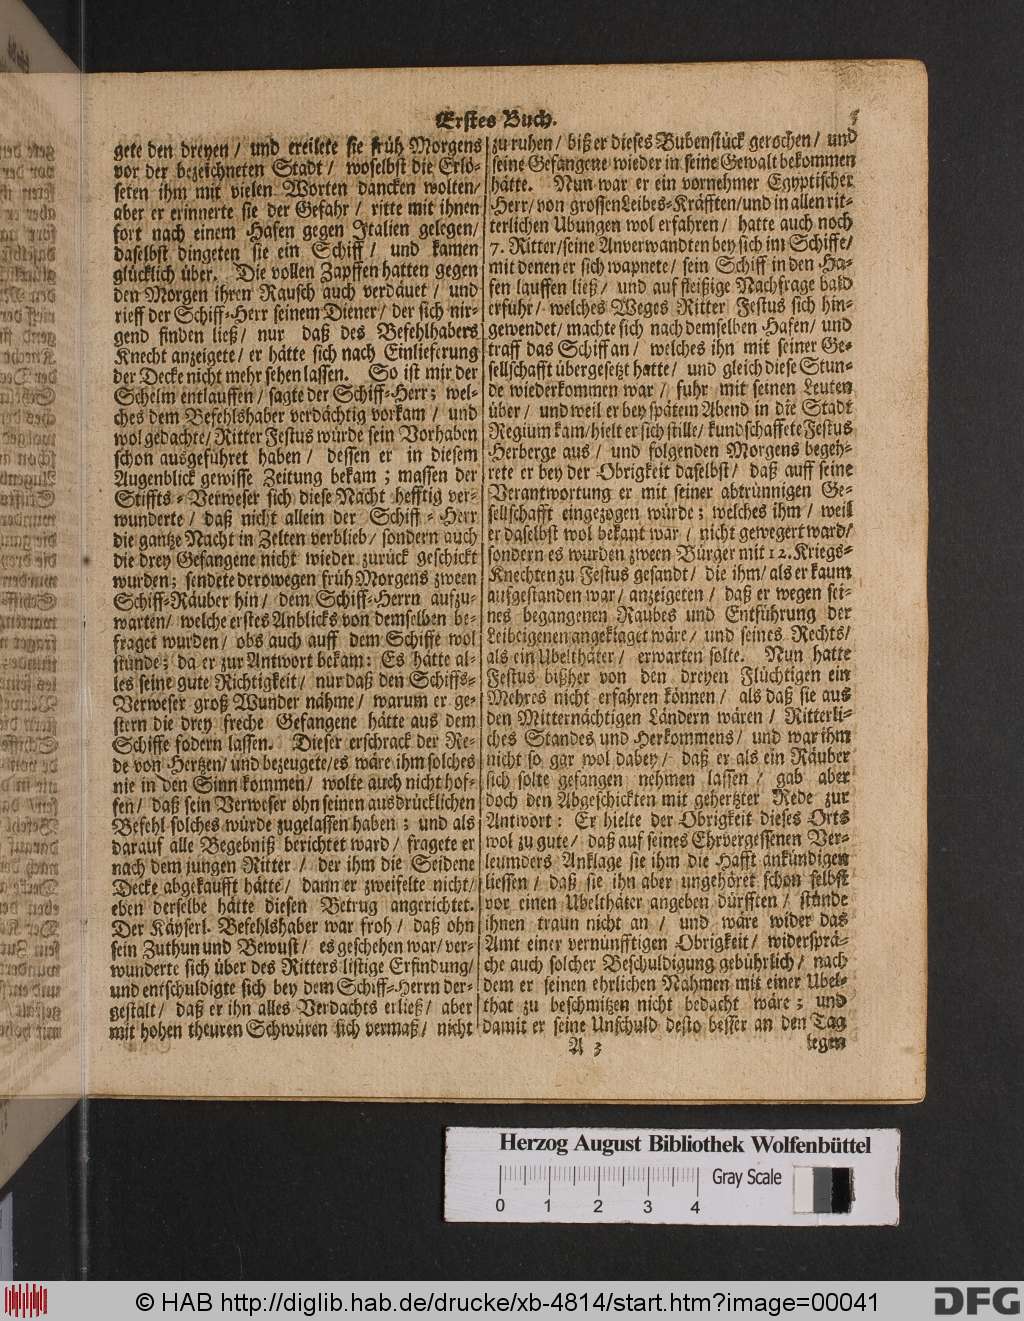 Erstes Buch.
5
gete den dreyen / und ereilete sie früh Morgens
vor der bezeichneten Stadt / woselbst die Erlö-
seten ihm mit vielen Worten dancken wolten /
aber er erinnerte sie der Gefahr / ritte mit ihnen
fort nach einem Hafen gegen Italien gelegen /
daselbst dingeten sie ein Schiff / und kamen
glücklich über. Die vollen Zapffen hatten gegen
den Morgen ihren Rausch auch verdäuet / und
rieff der Schiff-Herr seinem Diener / der sich nir-
gend finden ließ / nur daß des Befehlhabers
Knecht anzeigete / er hätte sich nach Einlieferung
der Decke nicht mehr sehen lassen. So ist mir der
Schelm entlauffen / sagte der Schiff-Herr; wel-
ches dem Befehlshaber verdächtig vorkam / und
wol gedachte / Ritter Festus würde sein Vorhaben
schon ausgeführet haben / dessen er in diesem
Augenblick gewisse Zeitung bekam; massen der
Stiffts-Verweser sich diese Nacht hefftig ver-
wunderte / daß nicht allein der Schiff-Herr
die gantze Nacht in Zelten verblieb / sondern auch
die drey Gefangene nicht wieder zurück geschickt
wurden; sendete derowegen früh Morgens zween
Schiff-Räuber hin / dem Schiff-Herrn aufzu-
warten / welche erstes Anblicks von demselben be-
fraget wurden / obs auch auff dem Schiffe wol
stünde; da er zur Antwort bekam: Es hätte al-
les seine gute Richtigkeit / nur daß den Schiffs-
Verweser groß Wunder nähme / warum er ge-
stern die drey freche Gefangene hätte aus dem
Schiffe fodern lassen. Dieser erschrack der Re-
de von Hertzen / und bezeugete / es wäre ihm solches
nie in den Sinn kommen / wolte auch nicht hof-
fen / daß sein Verweser ohn seinen ausdrücklichen
Befehl solches würde zugelassen haben; und als
darauf alle Begebniß berichtet ward / fragete er
nach dem jungen Ritter / der ihm die Seidene
Decke abgekaufft hätte / dann er zweifelte nicht /
eben derselbe hätte diesen Betrug angerichtet.
Der Käyserl. Befehlshaber war froh / daß ohn
sein Zuthun und Bewust / es geschehen war / ver-
wunderte sich über des Ritters listige Erfindung /
und entschuldigte sich bey dem Schiff-Herrn der-
gestalt / daß er ihn alles Verdachts erließ / aber
mit hohen theuren Schwüren sich vermaß / nicht
zu ruhen / biß er dieses Bubenstück gerochen / und
seine Gefangene wieder in seine Gewalt bekommen
hätte. Nun war er ein vornehmer Egyptischer
Herr / von grossen Leibes-Kräfften / und in allen rit-
terlichen Ubungen wol erfahren / hatte auch noch
7. Ritter / seine Anverwandten bey sich im Schiffe /
mit denen er sich wapnete / sein Schiff in den Ha-
fen lauffen ließ / und auf fleißige Nachfrage bald
erfuhr / welches Weges Ritter Festus sich hin-
gewendet / machte sich nach demselben Hafen / und
traff das Schiff an / welches ihn mit seiner Ge-
sellschafft übergesetzt hatte / und gleich diese Stun-
de wiederkommen war / fuhr mit seinen Leuten
über / und weil er bey spätem Abend in die Stadt
Regium kam / hielt er sich stille / kundschaffete Festus
Herberge aus / und folgenden Morgens begeh-
rete er bey der Obrigkeit daselbst / daß auff seine
Verantwortung er mit seiner abtrünnigen Ge-
sellschafft eingezogen würde; welches ihm / weil
er daselbst wol bekant war / nicht gewegert ward /
sondern es wurden zween Bürger mit 12. Kriegs-
Knechten zu Festus gesandt / die ihm / als er kaum
aufgestanden war / anzeigeten / daß er wegen sei-
nes begangenen Raubes und Entführung der
Leibeigenen angeklaget wäre / und seines Rechts /
als ein Ubelthäter / erwarten solte. Nun hatte
Festus bißher von den dreyen Flüchtigen ein
Mehres nicht erfahren können / als daß sie aus
den Mitternächtigen Ländern wären / Ritterli-
ches Standes und Herkommens / und war ihm
nicht so gar wol dabey / daß er als ein Räuber
sich solte gefangen nehmen lassen / gab aber
doch den Abgeschickten mit gehertzter Rede zur
Antwort: Er hielte der Obrigkeit dieses Orts
wol zu gute / daß auf seines Ehrvergessenen Ver-
leumders Anklage sie ihm die Hafft ankündigen
liessen / daß sie ihn aber ungehöret schon selbst
vor einen Ubelthäter angeben dürfften / stünde
ihnen traun nicht an / und wäre wider das
Amt einer vernünfftigen Obrigkeit / widersprä-
che auch solcher Beschuldigung gebührlich / nach
dem er seinen ehrlichen Nahmen mit einer Ubel-
that zu beschmitzen nicht bedacht wäre; und
damit er seine Unschuld desto besser an den Tag
A 3
legen
Herzog August Bibliothek Wolfenbüttel
Gray Scale
0 1 2 3 4
© HAB http://diglib.hab.de/drucke/xb-4814/start.htm?image=00041
DFG